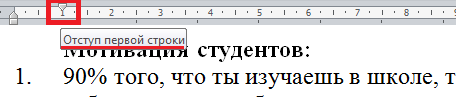 1 2 3 4 5 6 7 8 9
Отступ первой строки
Мотивация студентов:
1. 90% того, что ты изучаешь в школе, т